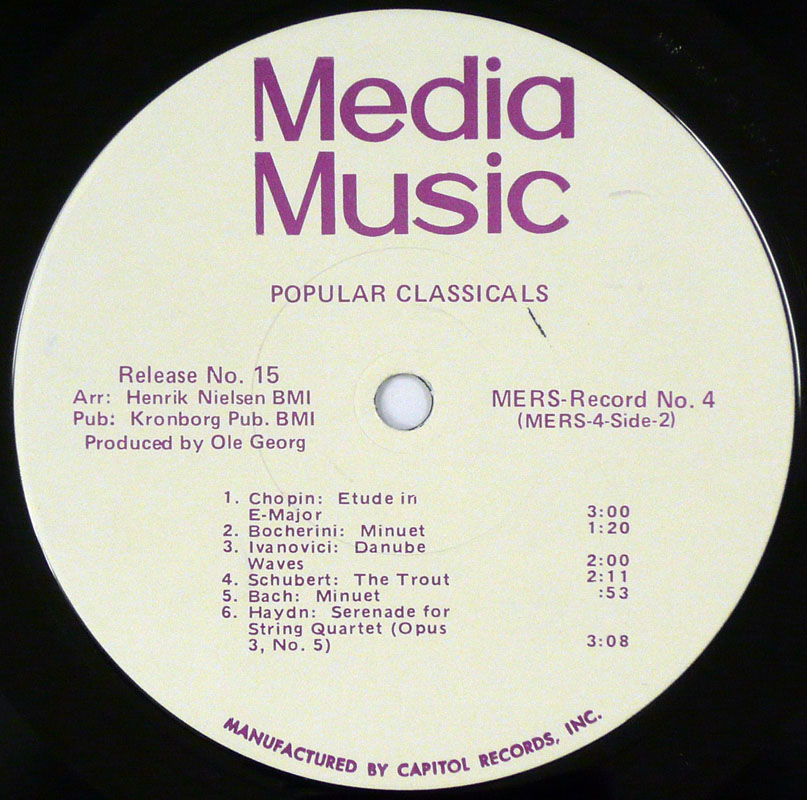 Media
Music
POPULAR CLASSICALS
Release No. 15
Arr: Henrik Nielsen BMI
Pub: Kronborg Pub. BMI
Produced by Ole Georg
MERS-Record No. 4
(MERS-4-Side-2)
1. Chopin: Etude in
E-Major 3:00
2. Bocherini: Minuet 1:20
3. Ivanovici: Danube
Waves 2:00
4. Schubert: The Trout 2:11
5. Bach: Minuet :53
6. Haydn: Serenade for
String Quartet (Opus
3, No. 5) 3:08
MANUFACTURED BY CAPITOL RECORDS, INC.